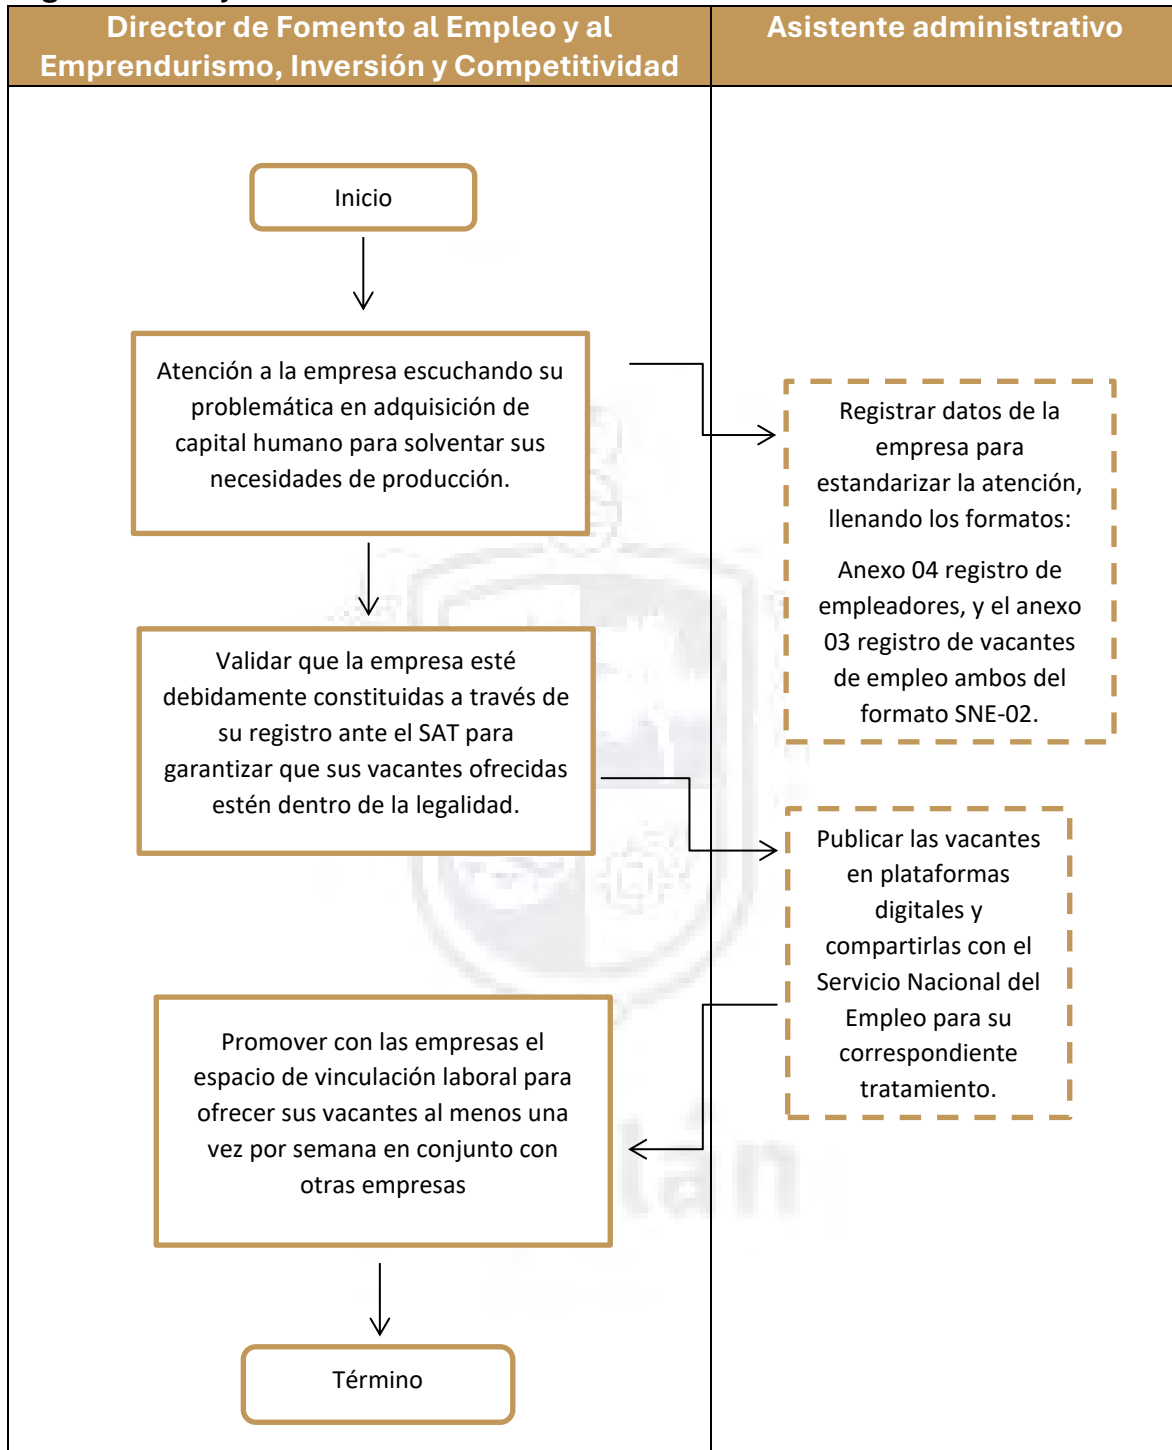 Director de Fomento al Empleo y al
Emprendurismo, Inversión y Competitividad
Asistente administrativo
Inicio
Atención a la empresa escuchando su
problemática en adquisición de
capital humano para solventar sus
necesidades de producción.
Registrar datos de la
empresa para
estandarizar la atención,
llenando los formatos:
Anexo 04 registro de
empleadores, y el anexo
03 registro de vacantes
de empleo ambos del
formato SNE-02.
Validar que la empresa esté
debidamente constituidas a través de
su registro ante el SAT para
garantizar que sus vacantes ofrecidas
estén dentro de la legalidad.
Publicar las vacantes
en plataformas
digitales y
compartirlas con el
Servicio Nacional del
Empleo para su
correspondiente
tratamiento.
Promover con las empresas el
espacio de vinculación laboral para
ofrecer sus vacantes al menos una
vez por semana en conjunto con
otras empresas
Término